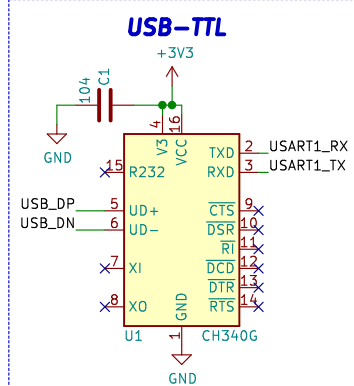 USB-TTL
+3V3
104
C1
GND
4
V3
16
VCC
15 R232
TXD 2 USART1_RX
RXD 3 USART1_TX
USB_DP 5 UD+
USB_DN 6 UD-
CTS 9
DSR 10
RI 11
7 XI
DCD 12
DTR 13
8 XO
RTS 14
GND
1
U1
CH340G
GND